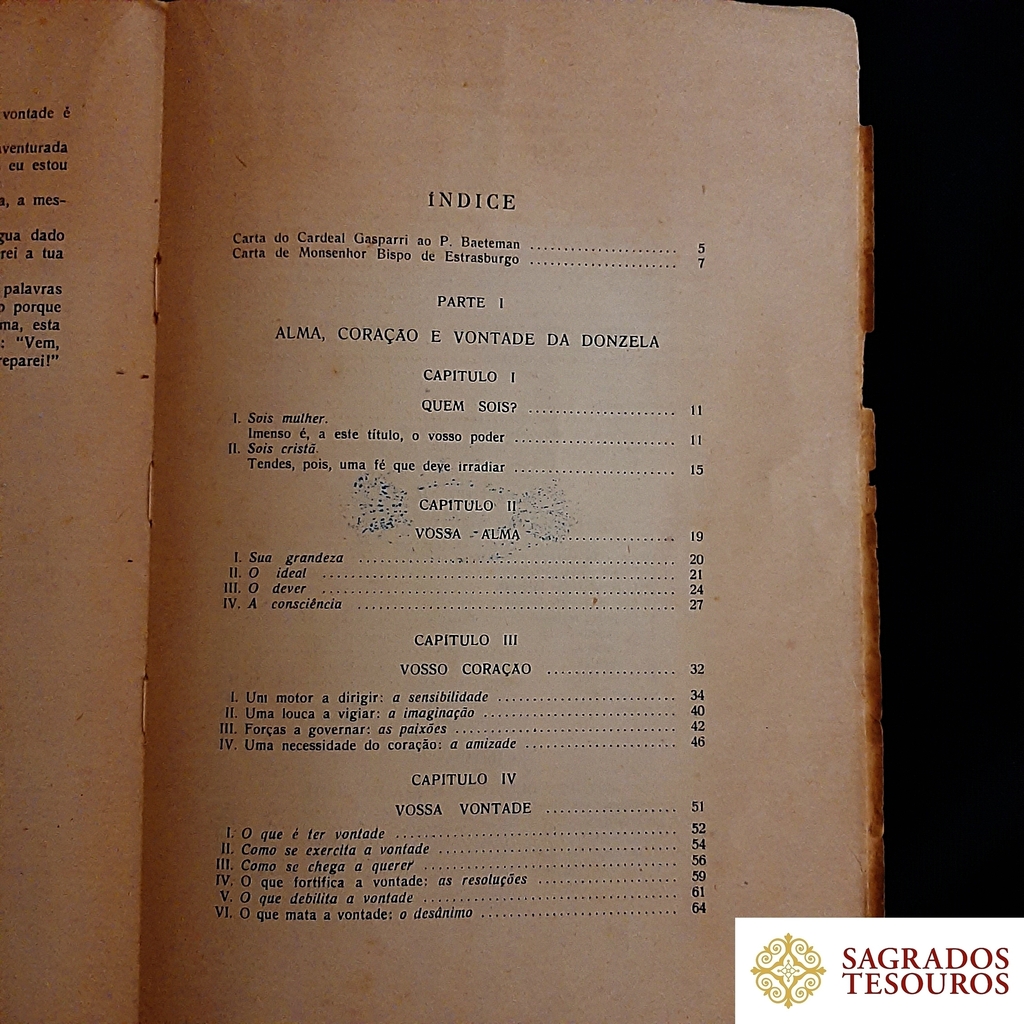 vontade é
aventurada
eu estou
a, a mes-
gua dado
rei a tua
palavras
porque
ma, esta
: “Vem,
reparei!”
ÍNDICE
Carta do Cardeal Gasparri ao P. Baeteman ...................... 5
Carta de Monsenhor Bispo de Estrasburgo ...................... 7
PARTE I
ALMA, CORAÇÃO E VONTADE DA DONZELA
CAPITULO I
QUEM SOIS? ...................... 11
I. Sois mulher.
Imenso é, a este título, o vosso poder ........................ 11
II. Sois cristã.
Tendes, pois, uma fé que deve irradiar ........................ 15
CAPITULO II
VOSSA ALMA ...................... 19
I. Sua grandeza ................................................ 20
II. O ideal ..................................................... 21
III. O dever ..................................................... 24
IV. A consciência ................................................ 27
CAPITULO III
VOSSO CORAÇÃO ................... 32
I. Um motor a dirigir: a sensibilidade ........................... 34
II. Uma louca a vigiar: a imaginação ............................. 40
III. Forças a governar: as paixões ................................. 42
IV. Uma necessidade do coração: a amizade ....................... 46
CAPITULO IV
VOSSA VONTADE ................... 51
I. O que é ter vontade .......................................... 52
II. Como se exercita a vontade ................................... 54
III. Como se chega a querer ...................................... 56
IV. O que fortifica a vontade: as resoluções ..................... 59
V. O que debilita a vontade ...................................... 61
VI. O que mata a vontade: o desânimo ............................. 64
SAGRADOS
TESOUROS